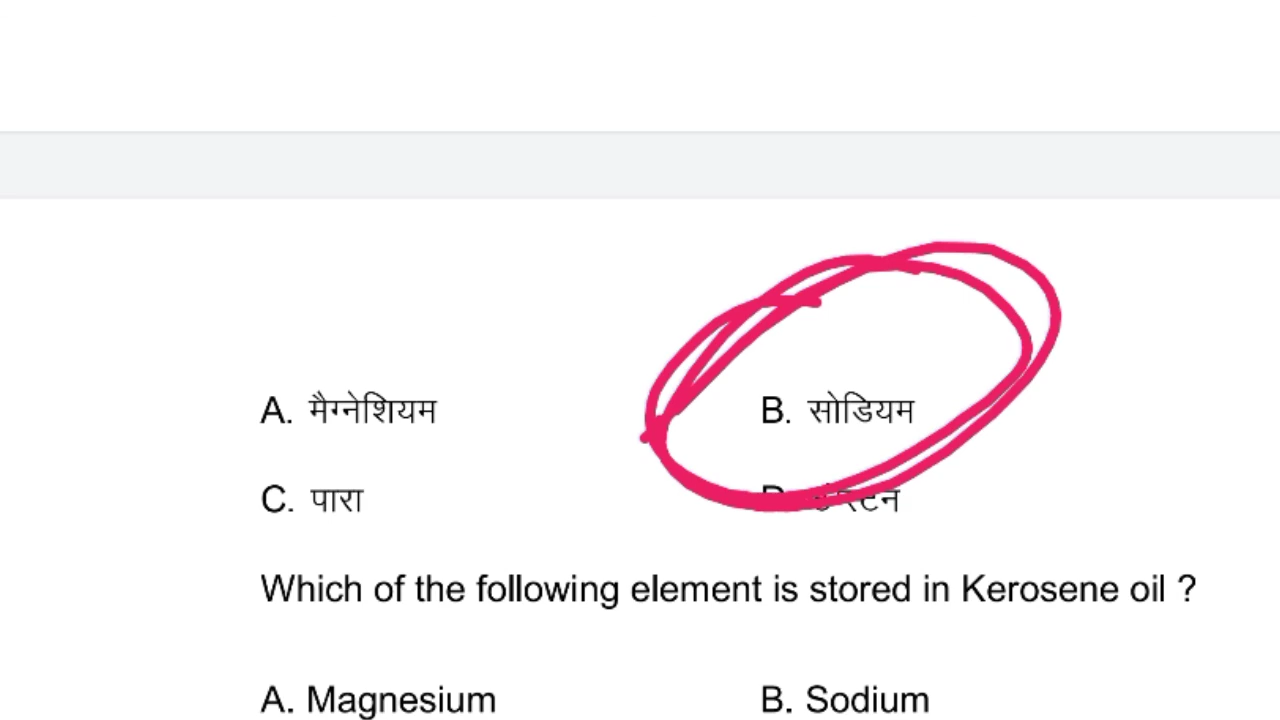 A. मैग्नेशियम B. सोडियम
C. पारा
Which of the following element is stored in Kerosene oil ?
A. Magnesium B. Sodium